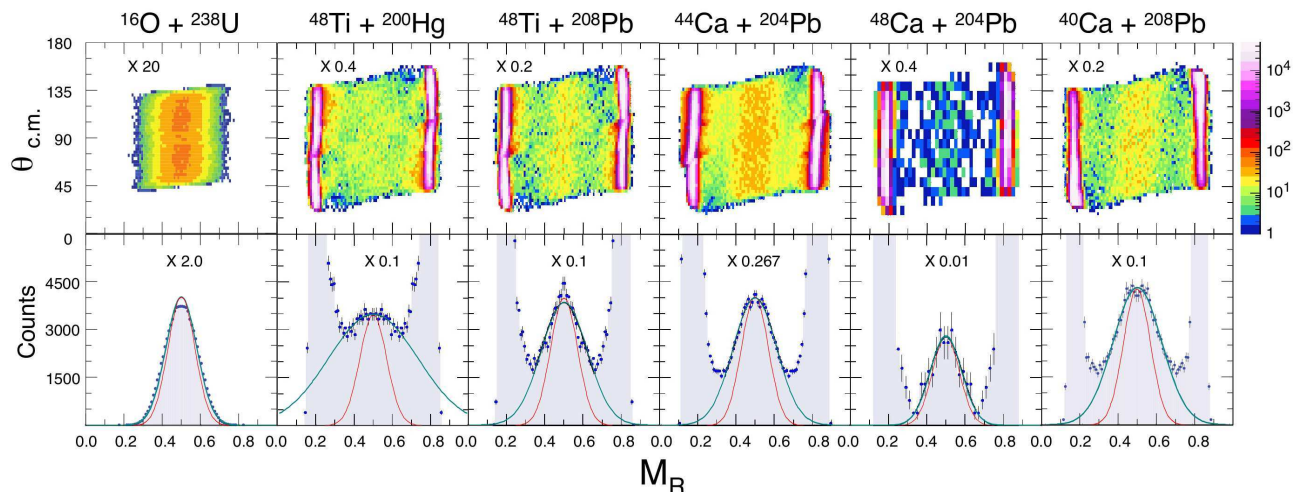 ¹⁶O + ²³⁸U ⁴⁸Ti + ²⁰⁰Hg ⁴⁸Ti + ²⁰⁸Pb ⁴⁴Ca + ²⁰⁴Pb ⁴⁸Ca + ²⁰⁴Pb ⁴⁰Ca + ²⁰⁸Pb
X 20 X 0.4 X 0.2 X 0.4 X 0.2
180
135
90
45
0
θc.m.
10⁴
10³
10²
10¹
1
X 2.0 X 0.1 X 0.1 X 0.267 X 0.01 X 0.1
4500
3000
1500
Counts
0.0 0.2 0.4 0.6 0.8 0.0 0.2 0.4 0.6 0.8 0.0 0.2 0.4 0.6 0.8 0.0 0.2 0.4 0.6 0.8 0.0 0.2 0.4 0.6 0.8 0.0 0.2 0.4 0.6 0.8
M_R